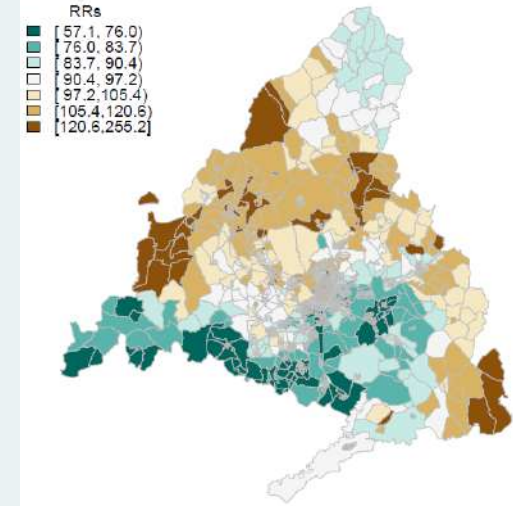 RRs
[ 57.1, 76.0)
[ 76.0, 83.7)
[ 83.7, 90.4)
[ 90.4, 97.2)
[ 97.2,105.4)
[105.4,120.6)
[120.6,255.2]